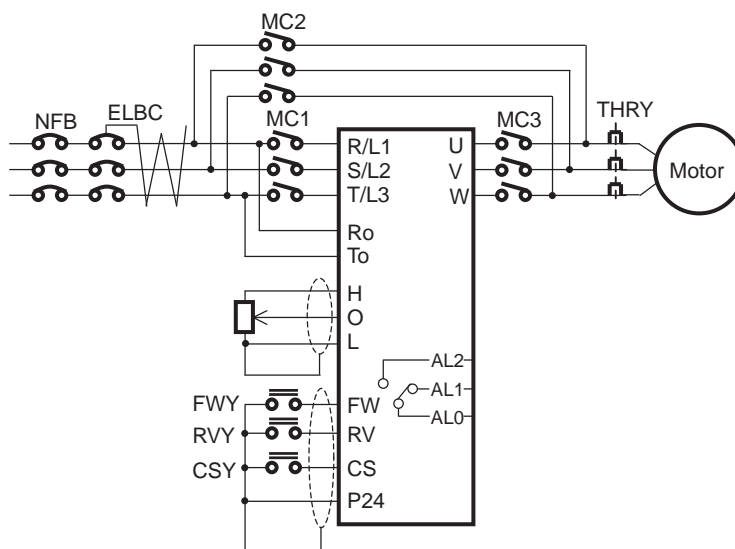 MC2
NFB
ELBC
MC1
MC3
THRY
R/L1
U
S/L2
V
Motor
T/L3
W
Ro
To
H
O
L
AL2
AL1
FWY
FW
AL0
RVY
RV
CSY
CS
P24